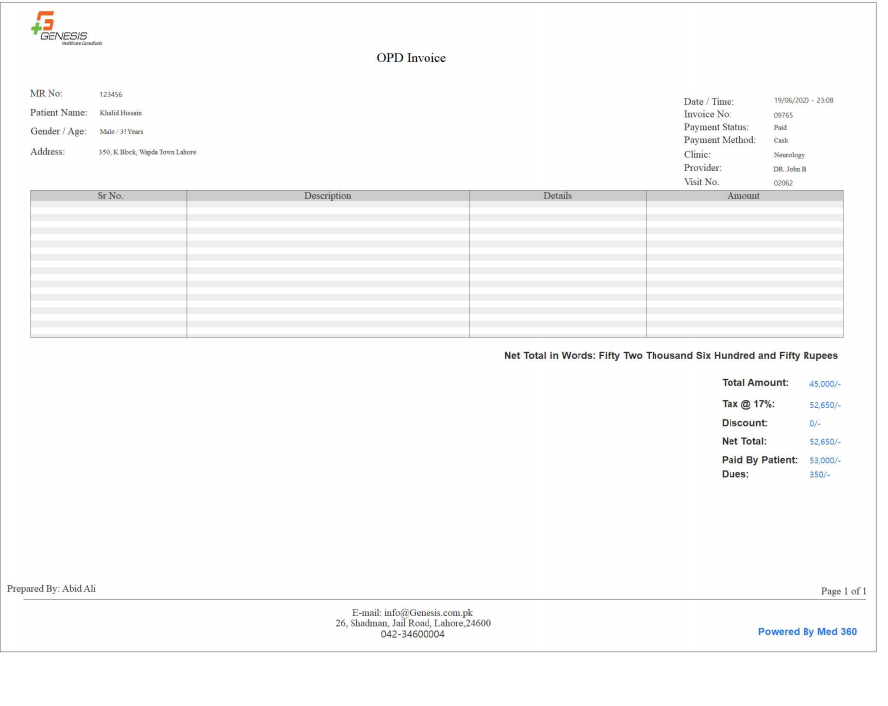 GENESIS
Healthcare Consultants
OPD Invoice
MR No: 123456
Patient Name: Khalid Hussain
Gender / Age: Male / Years
Address: 350, K Block, Wapda Town Lahore
Date / Time: 19/06/2023 - 23:08
Invoice No: 09765
Payment Status: Paid
Payment Method: Cash
Clinic: Neurology
Provider: DR. John B
Visit No. 02062
Sr No. Description Details Amount
Net Total in Words: Fifty Two Thousand Six Hundred and Fifty Rupees
Total Amount: 45,000/-
Tax @ 17%: 52,650/-
Discount: 0/-
Net Total: 52,650/-
Paid By Patient: 53,000/-
Dues: 350/-
Prepared By: Abid Ali
Page 1 of 1
E-mail: info@Genesis.com.pk
26, Shadman, Jail Road, Lahore,24600
042-34600004
Powered By Med 360